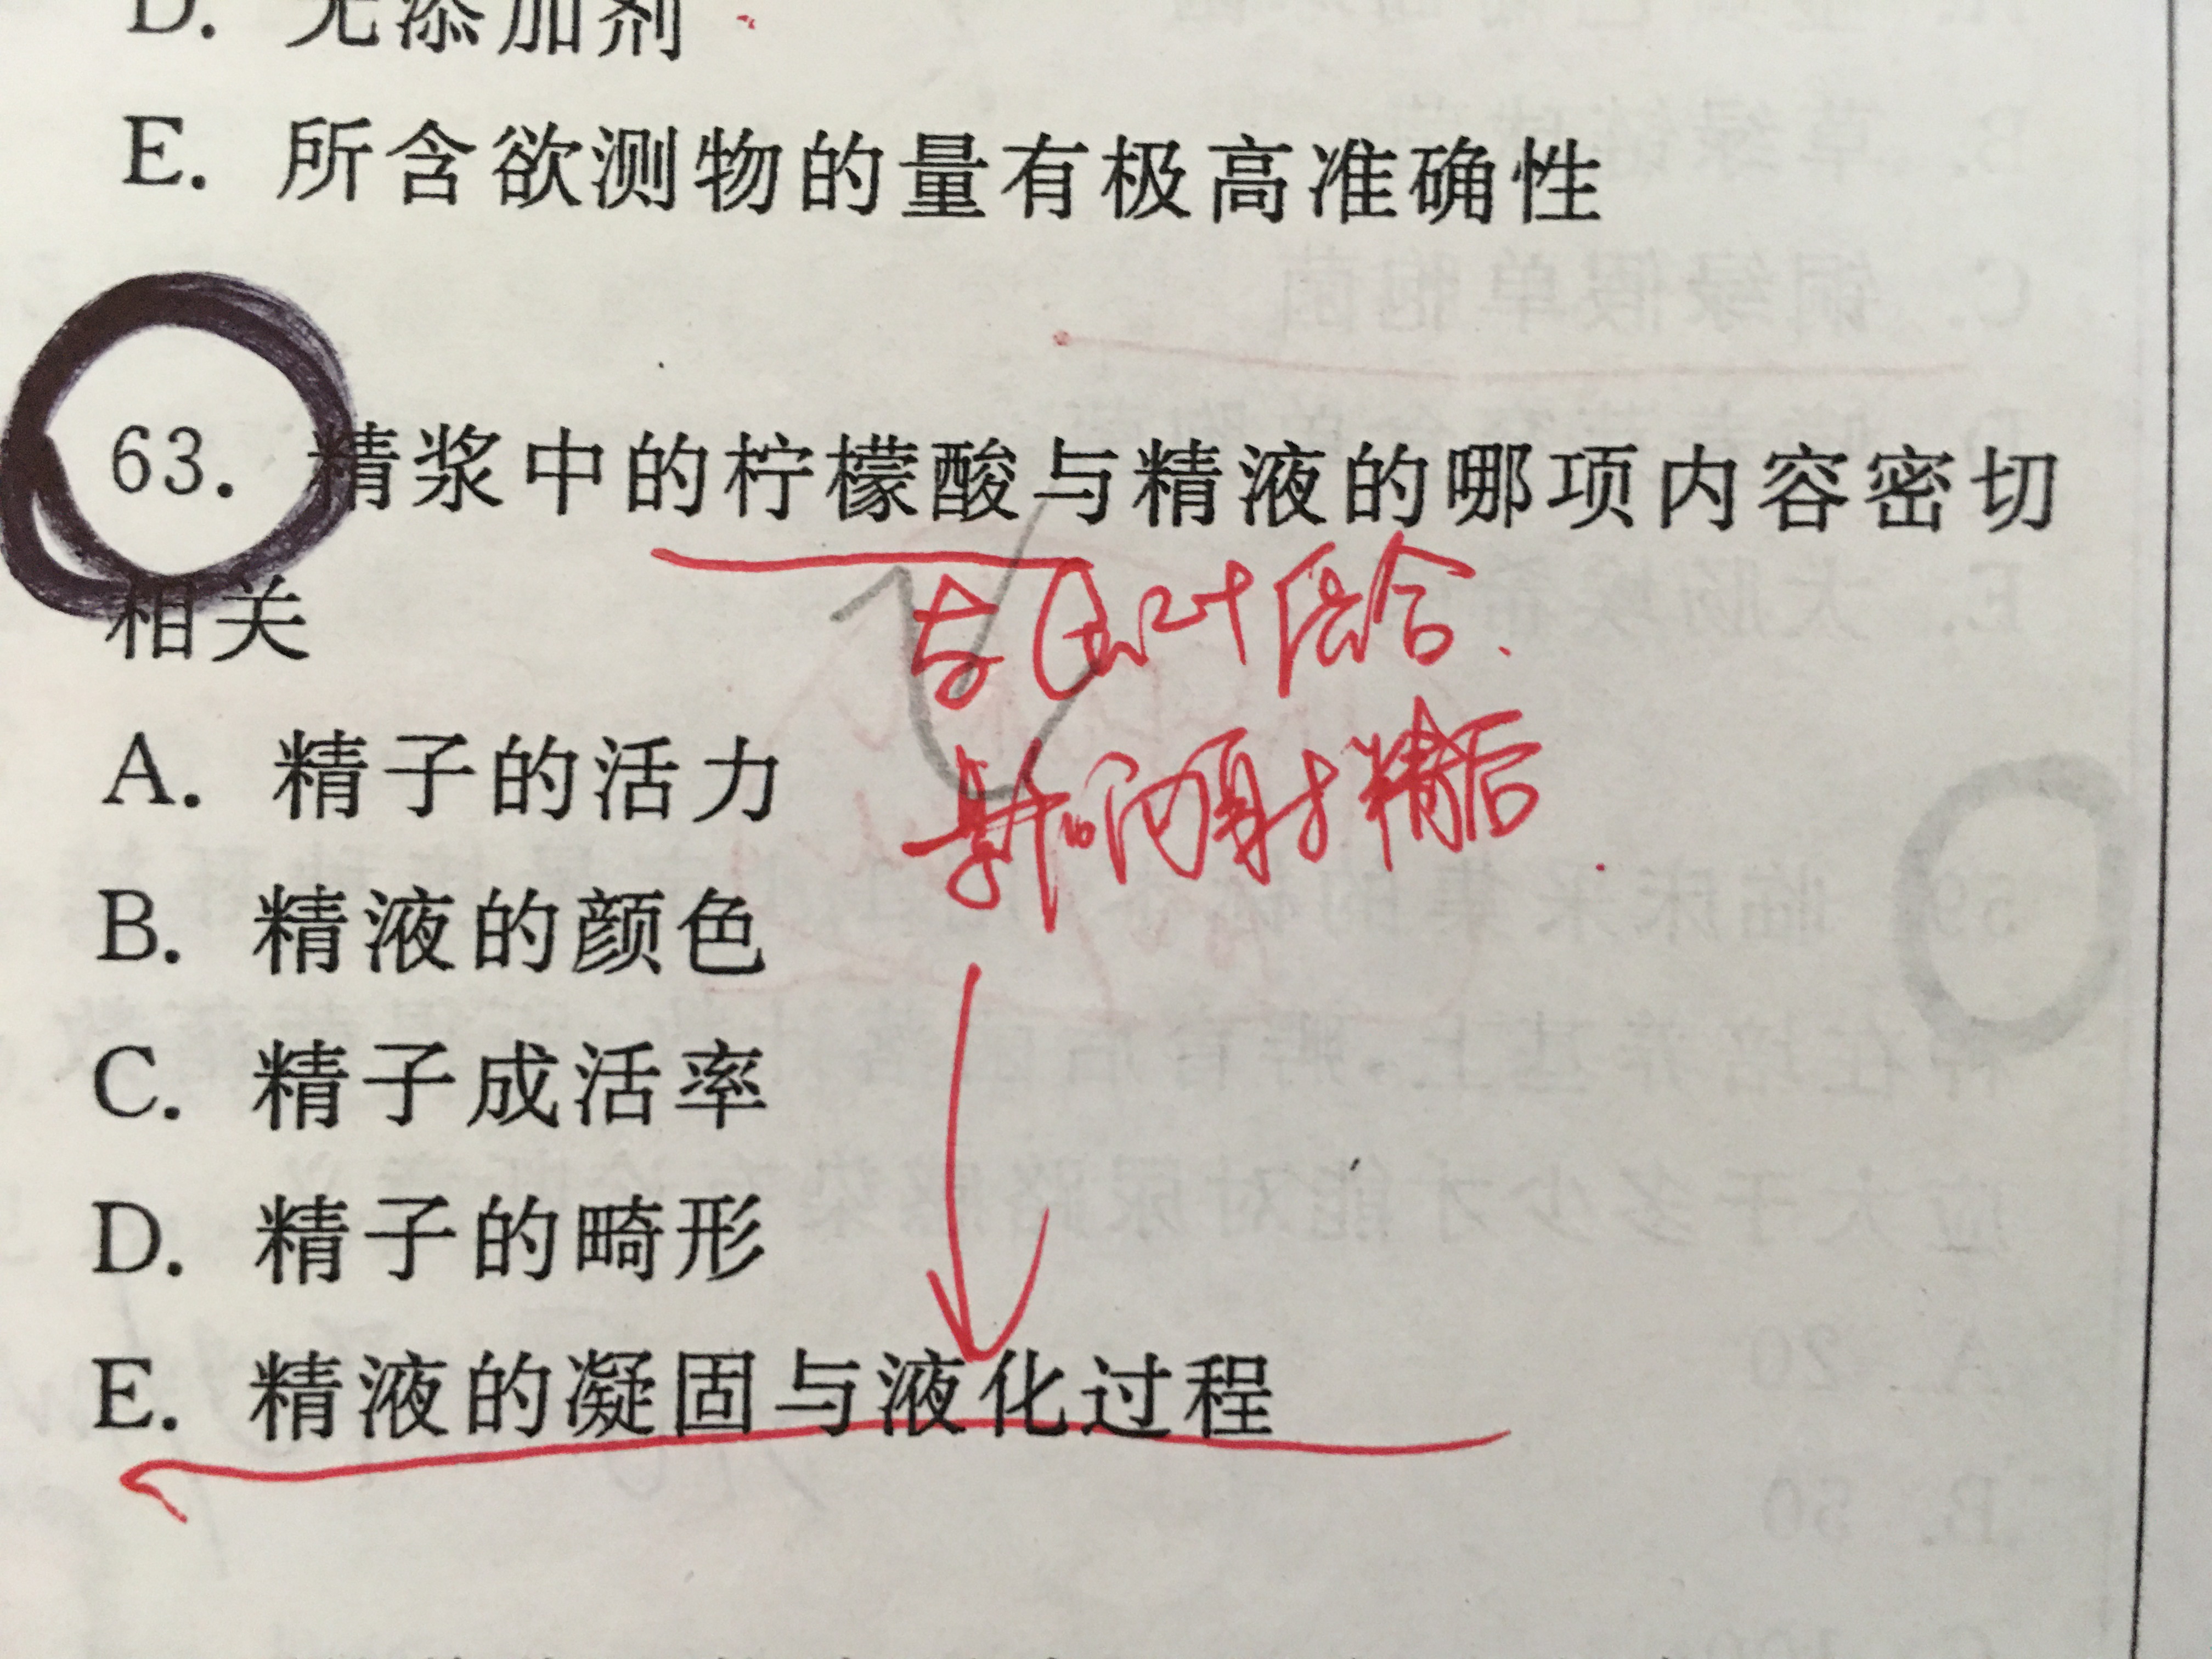 D. 无添加剂
E. 所含欲测物的量有极高准确性
63. 精浆中的柠檬酸与精液的哪项内容密切
相关
与Ca2+结合.
影响射精后
A. 精子的活力
B. 精液的颜色
C. 精子成活率
D. 精子的畸形
E. 精液的凝固与液化过程